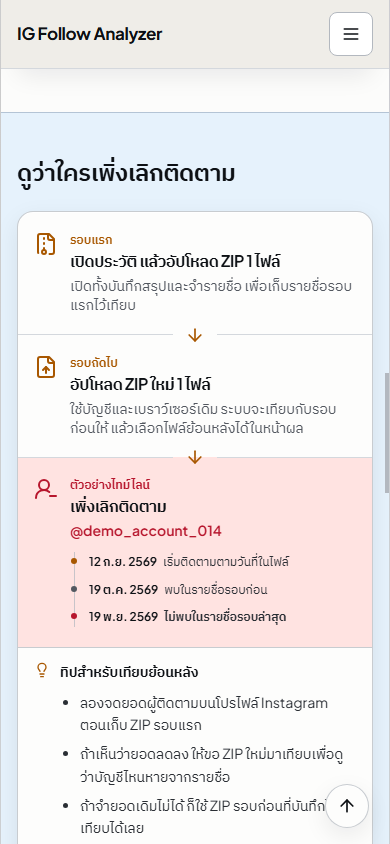 IG Follow Analyzer
ดูว่าใครเพิ่งเลิกติดตาม
รอบแรก
เปิดประวัติ แล้วอัปโหลด ZIP 1 ไฟล์
เปิดทั้งบันทึกสรุปและจำรายชื่อ เพื่อเก็บรายชื่อรอบ
แรกไว้เทียบ
รอบถัดไป
อัปโหลด ZIP ใหม่ 1 ไฟล์
ใช้บัญชีและเบราว์เซอร์เดิม ระบบจะเทียบกับรอบ
ก่อนให้ แล้วเลือกไฟล์ย้อนหลังได้ในหน้าผล
ตัวอย่างไทม์ไลน์
เพิ่งเลิกติดตาม
@demo_account_014
12 ก.ย. 2569 เริ่มติดตามตามวันที่ในไฟล์
19 ต.ค. 2569 พบในรายชื่อรอบก่อน
19 พ.ย. 2569 ไม่พบในรายชื่อรอบล่าสุด
ทิปสำหรับเทียบย้อนหลัง
ลองจดยอดผู้ติดตามบนโปรไฟล์ Instagram
ตอนเก็บ ZIP รอบแรก
ถ้าเห็นว่ายอดลดลง ให้ขอ ZIP ใหม่มาเทียบเพื่อดู
ว่าบัญชีไหนหายจากรายชื่อ
ถ้าจำยอดเดิมไม่ได้ ก็ใช้ ZIP รอบก่อนที่บันทึก
เทียบได้เลย